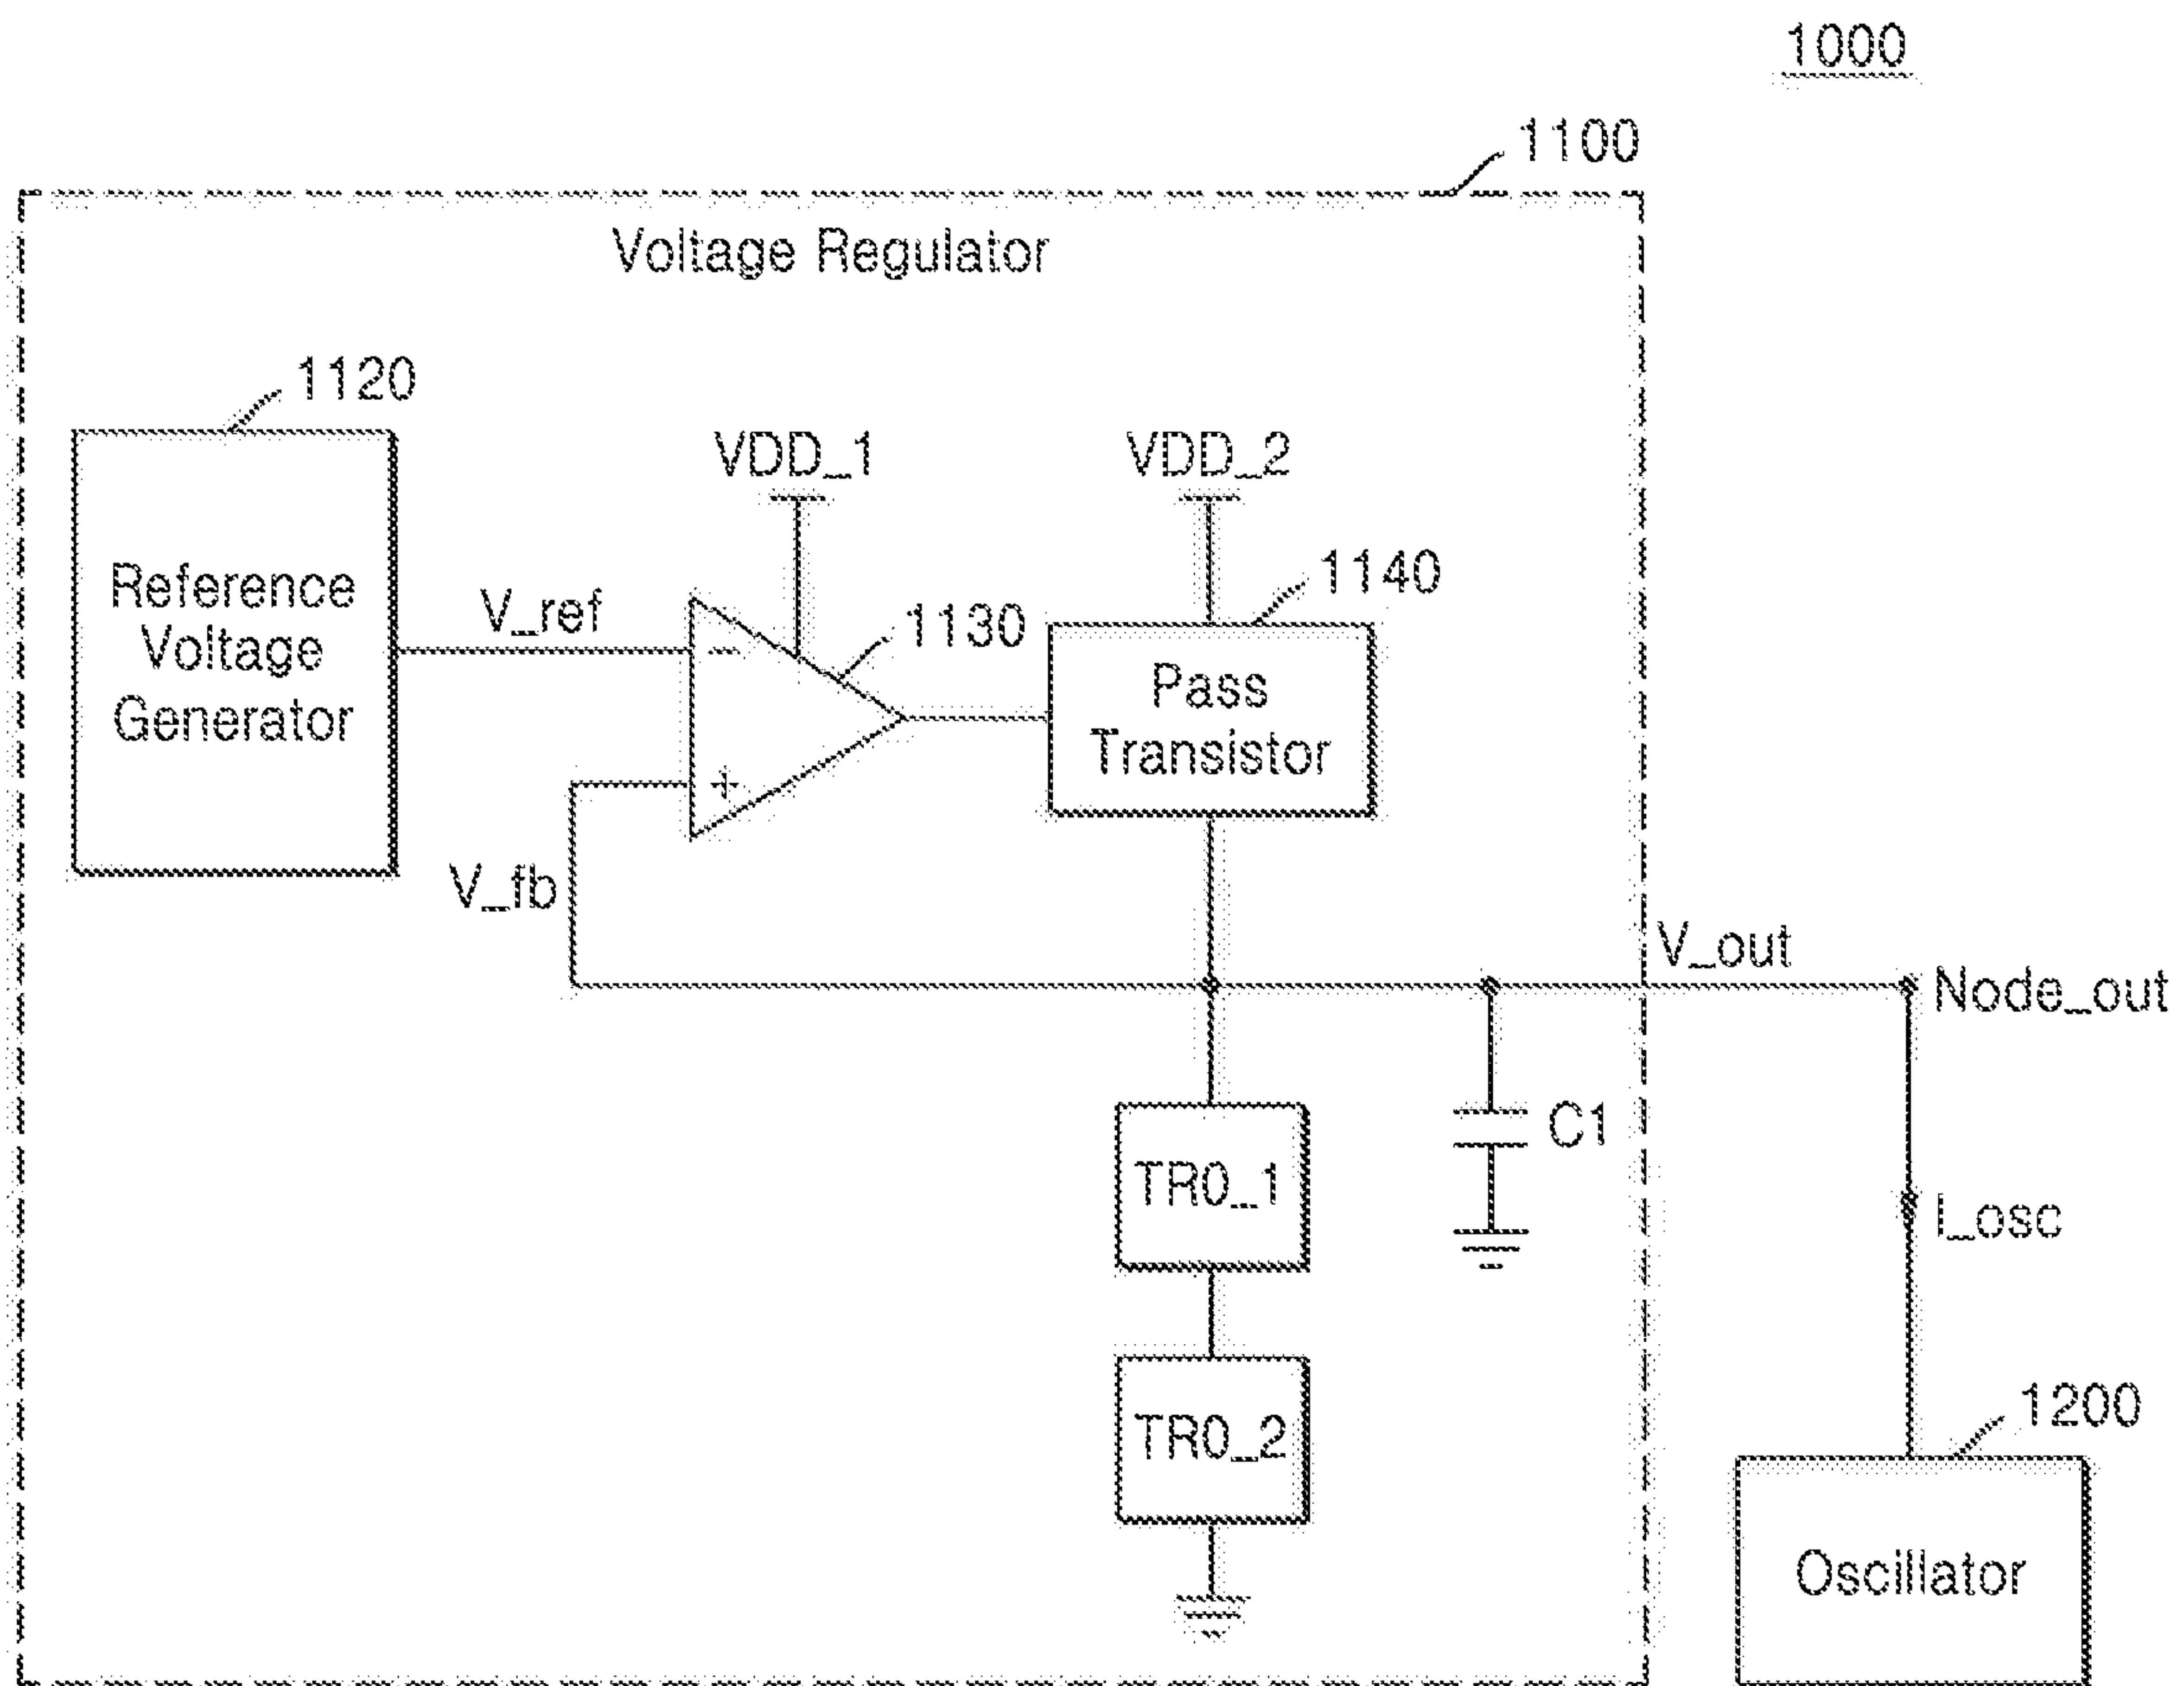 1000
1100
Voltage Regulator
1120
VDD_1
VDD_2
Reference
Voltage
Generator
V_ref
1130
1140
Pass
Transistor
−
+
V_fb
V_out
Node_out
C1
TR0_1
I_osc
TR0_2
1200
Oscillator